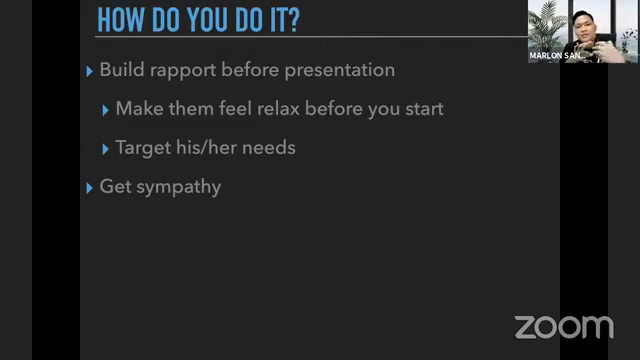 HOW DO YOU DO IT?
MARLON SAN...
Build rapport before presentation
Make them feel relax before you start
Target his/her needs
Get sympathy
zoom